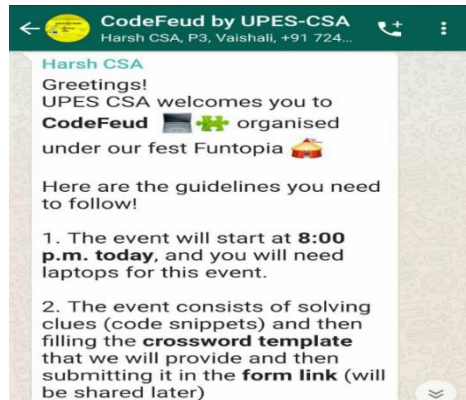 CodeFeud by UPES-CSA
Harsh CSA, P3, Vaishali, +91 724...
Harsh CSA
Greetings!
UPES CSA welcomes you to
CodeFeud 💻🧩 organised
under our fest Funtopia 🎪
Here are the guidelines you need
to follow!
1. The event will start at 8:00
p.m. today, and you will need
laptops for this event.
2. The event consists of solving
clues (code snippets) and then
filling the crossword template
that we will provide and then
submitting it in the form link (will
be shared later)